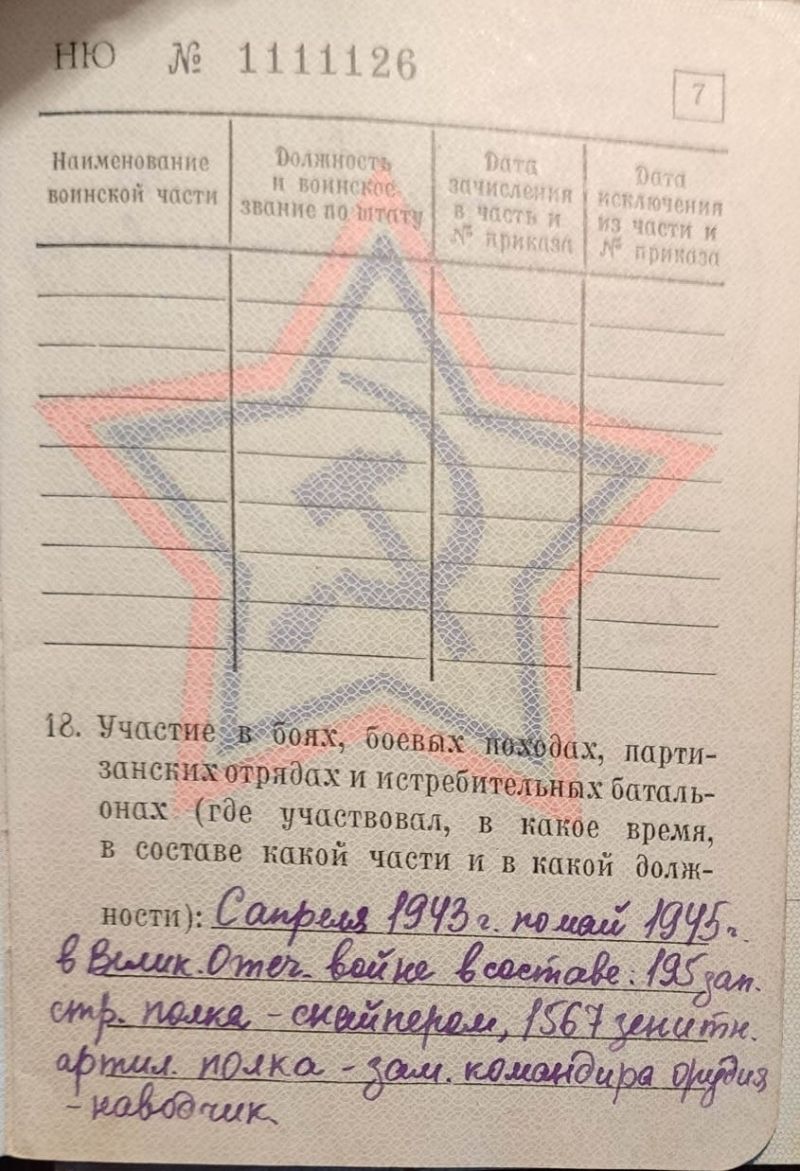 НЮ № 1111126
7
Наименование
воинской части
Должность
и воинское
звание по штату
Дата
зачисления
в часть и
№ приказа
Дата
исключения
из части и
№ приказа
18. Участие в боях, боевых походах, парти-
занских отрядах и истребительных баталь-
онах (где участвовал, в какое время,
в составе какой части и в какой долж-
ности): С апреля 1943 г. по май 1945 г.
в Велик. Отеч. войне в составе: 195 зап.
стр. полка - снайпером, 1567 зенитн.
артил. полка - зам. командира орудия
- наводчик